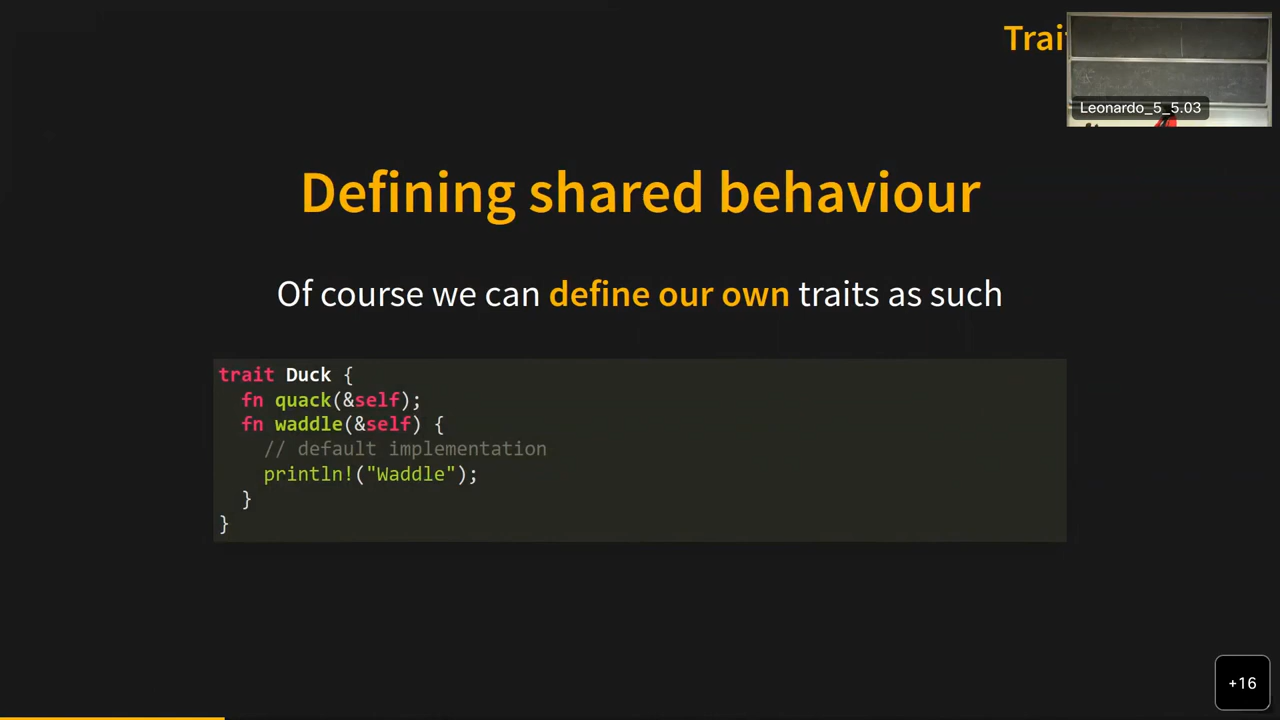 Trai
Leonardo_5_5.03
Defining shared behaviour
Of course we can define our own traits as such
trait Duck {
  fn quack(&self);
  fn waddle(&self) {
    // default implementation
    println!("Waddle");
  }
}
+16